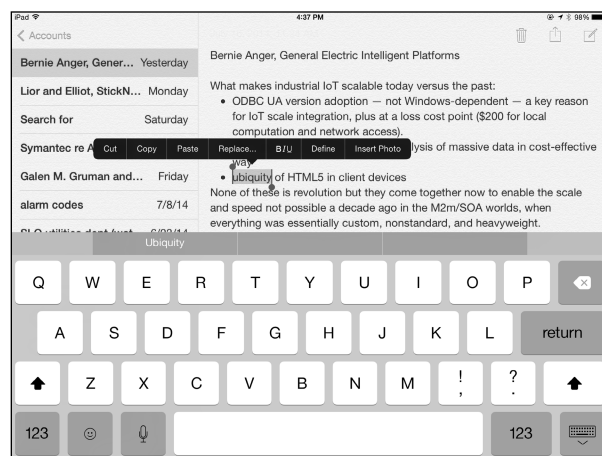 iPad 4:37 PM 98%
Accounts
Bernie Anger, Gener... Yesterday
Lior and Elliot, StickN... Monday
Search for Saturday
Symantec re A
Galen M. Gruman and... Friday
alarm codes 7/8/14
Bernie Anger, General Electric Intelligent Platforms
What makes industrial IoT scalable today versus the past:
• ODBC UA version adoption — not Windows-dependent — a key reason
for IoT scale integration, plus at a loss cost point ($200 for local
computation and network access).
Cut Copy Paste Replace... BIU Define Insert Photo
lysis of massive data in cost-effective
way
• ubiquity of HTML5 in client devices
None of these is revolution but they come together now to enable the scale
and speed not possible a decade ago in the M2m/SOA worlds, when
everything was essentially custom, nonstandard, and heavyweight.
Ubiquity
Q W E R T Y U I O P
A S D F G H J K L return
Z X C V B N M ! , ? .
123 123